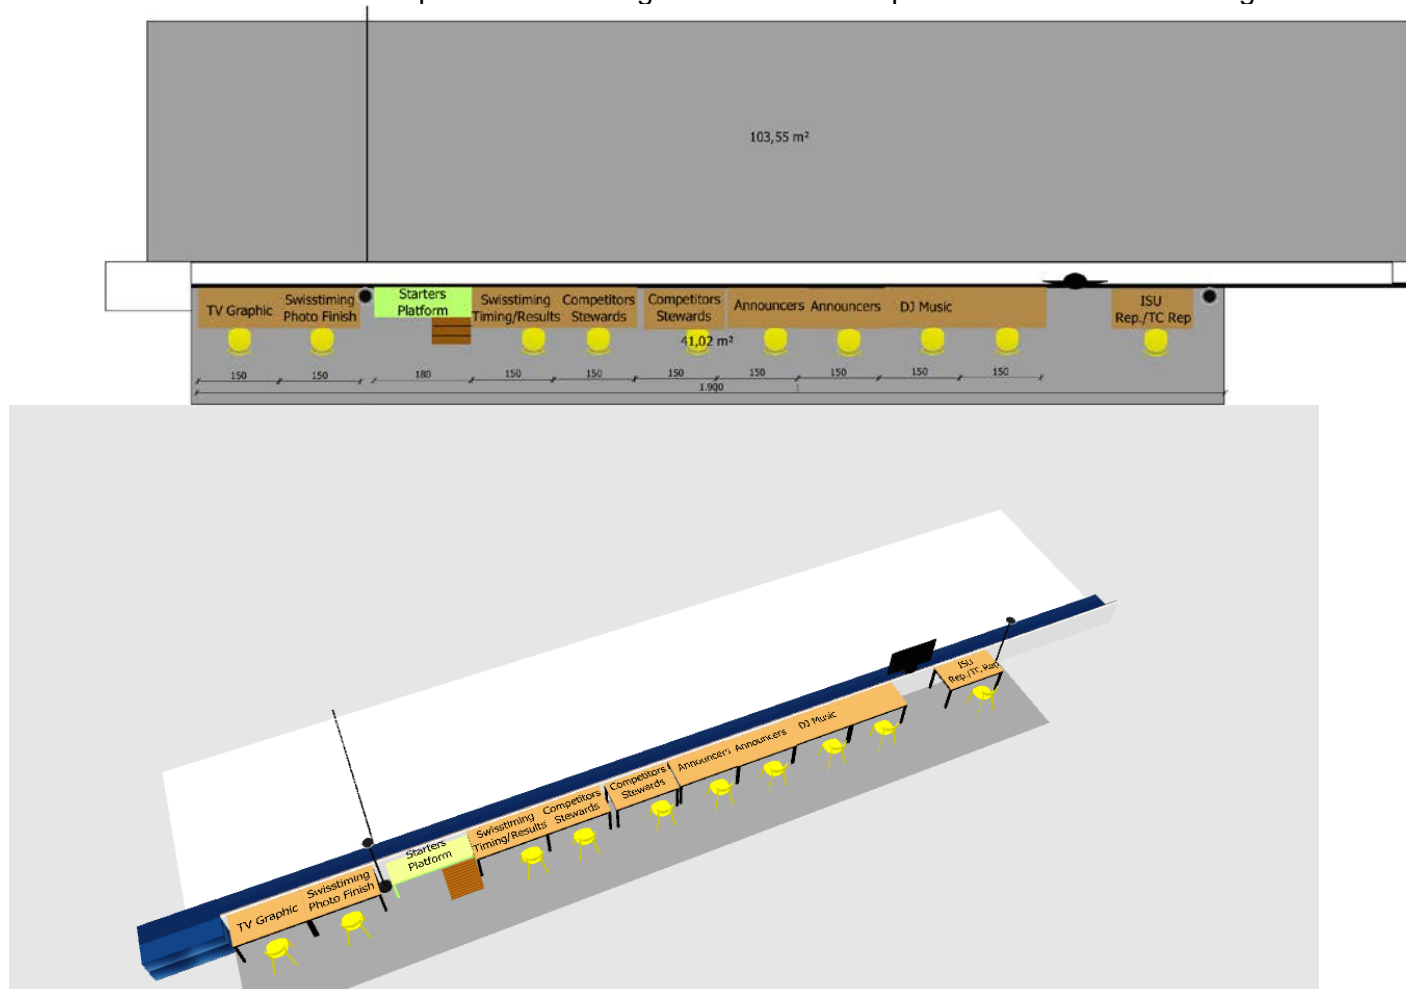 103,55 m²
TV Graphic
Swisstiming
Photo Finish
Starters
Platform
Swisstiming
Timing/Results
Competitors
Stewards
Competitors
Stewards
Announcers
Announcers
DJ Music
ISU
Rep./TC Rep
41,02 m²
150
150
180
150
150
150
150
150
150
150
1.900
TV Graphic
Swisstiming
Photo Finish
Starters
Platform
Swisstiming
Timing/Results
Competitors
Stewards
Competitors
Stewards
Announcers
Announcers
DJ Music
ISU
Rep./TC Rep